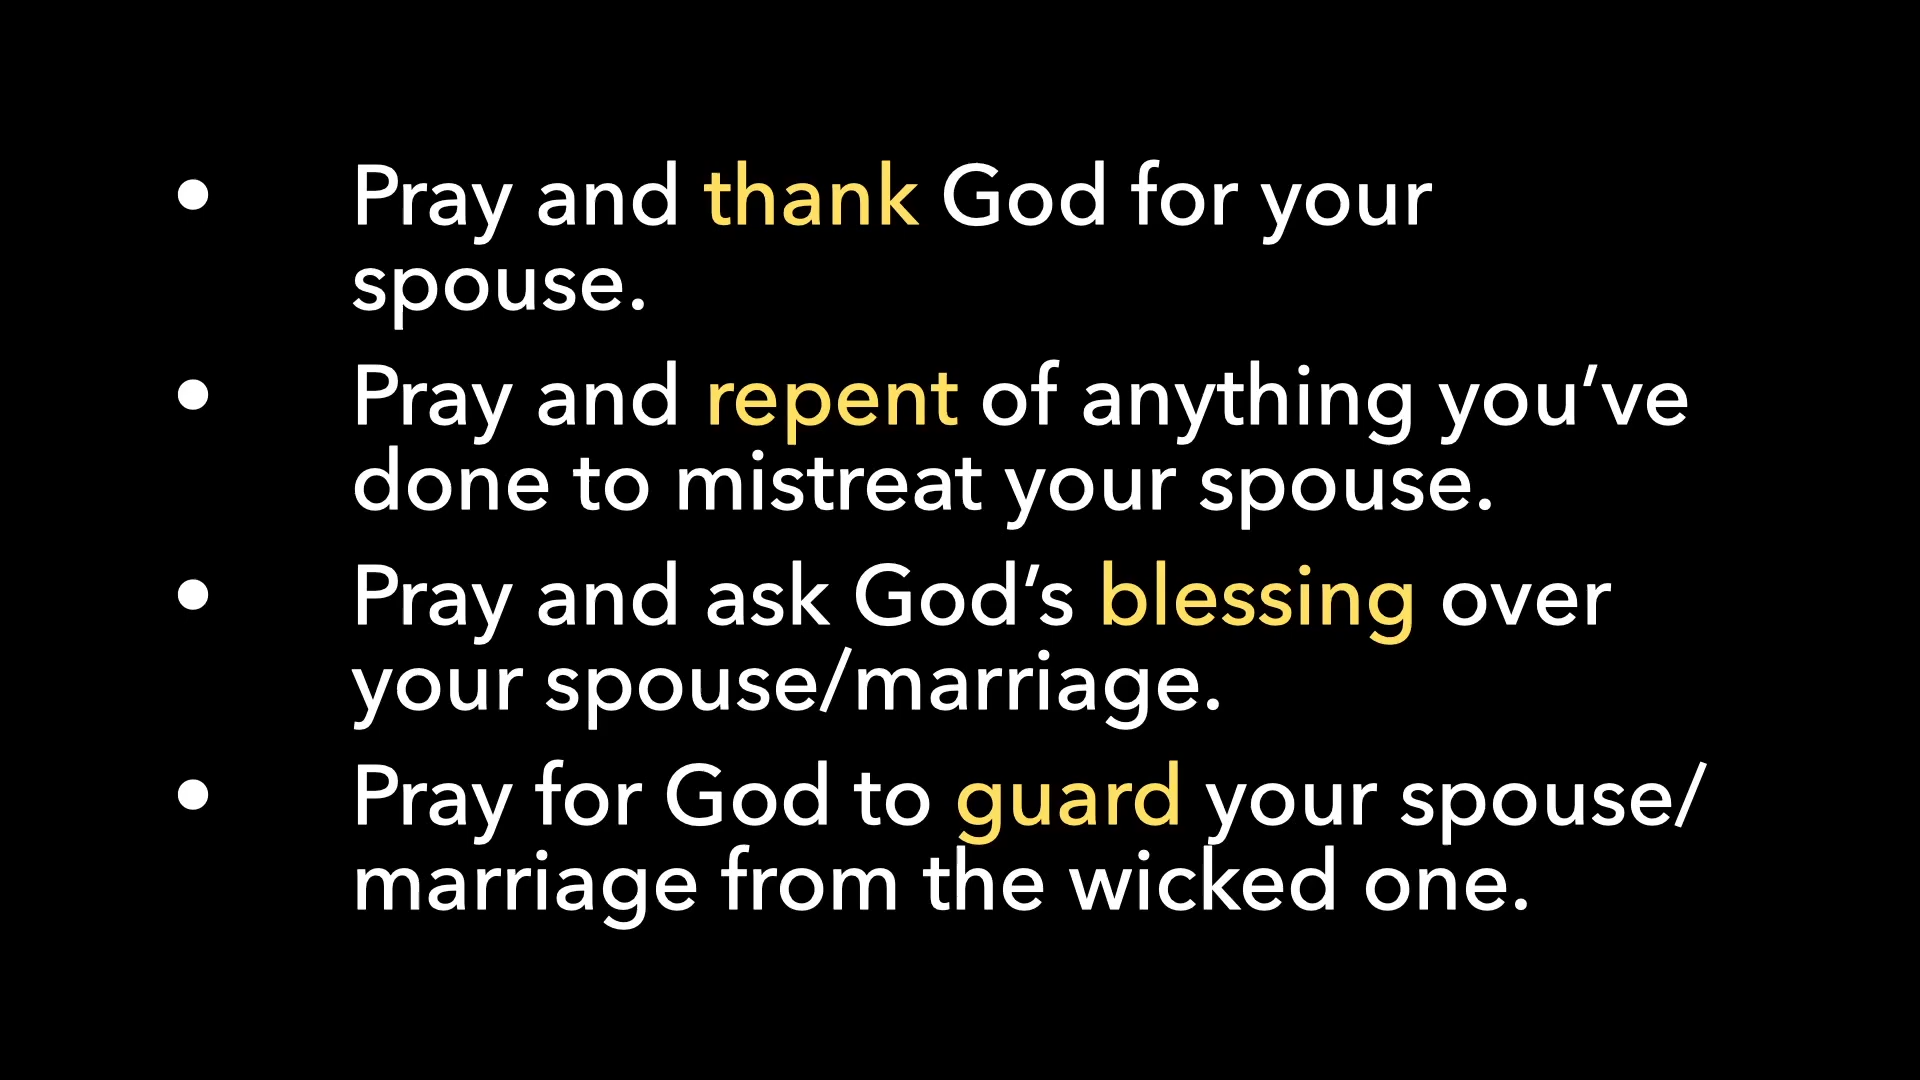 • Pray and thank God for your
spouse.
• Pray and repent of anything you’ve
done to mistreat your spouse.
• Pray and ask God’s blessing over
your spouse/marriage.
• Pray for God to guard your spouse/
marriage from the wicked one.